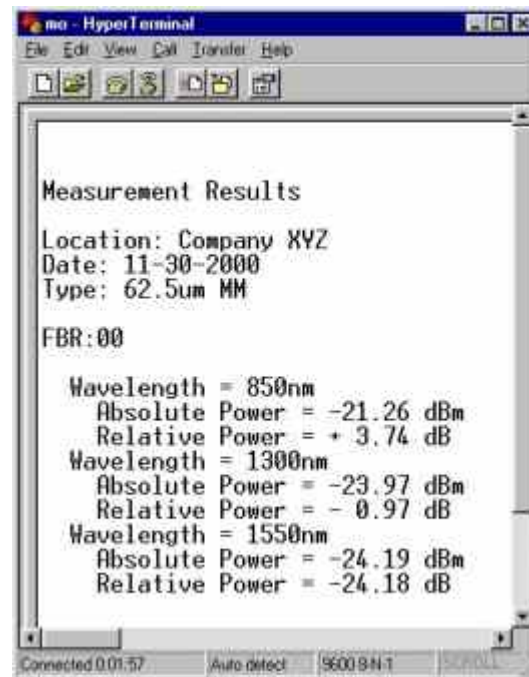 mo - HyperTerminal
File Edit View Call Transfer Help
Measurement Results
Location: Company XYZ
Date: 11-30-2000
Type: 62.5um MM
FBR:00
Wavelength = 850nm
Absolute Power = -21.26 dBm
Relative Power = + 3.74 dB
Wavelength = 1300nm
Absolute Power = -23.97 dBm
Relative Power = - 0.97 dB
Wavelength = 1550nm
Absolute Power = -24.19 dBm
Relative Power = -24.18 dB
Connected 0:01:57 Auto detect 9600 8-N-1 SCROLL